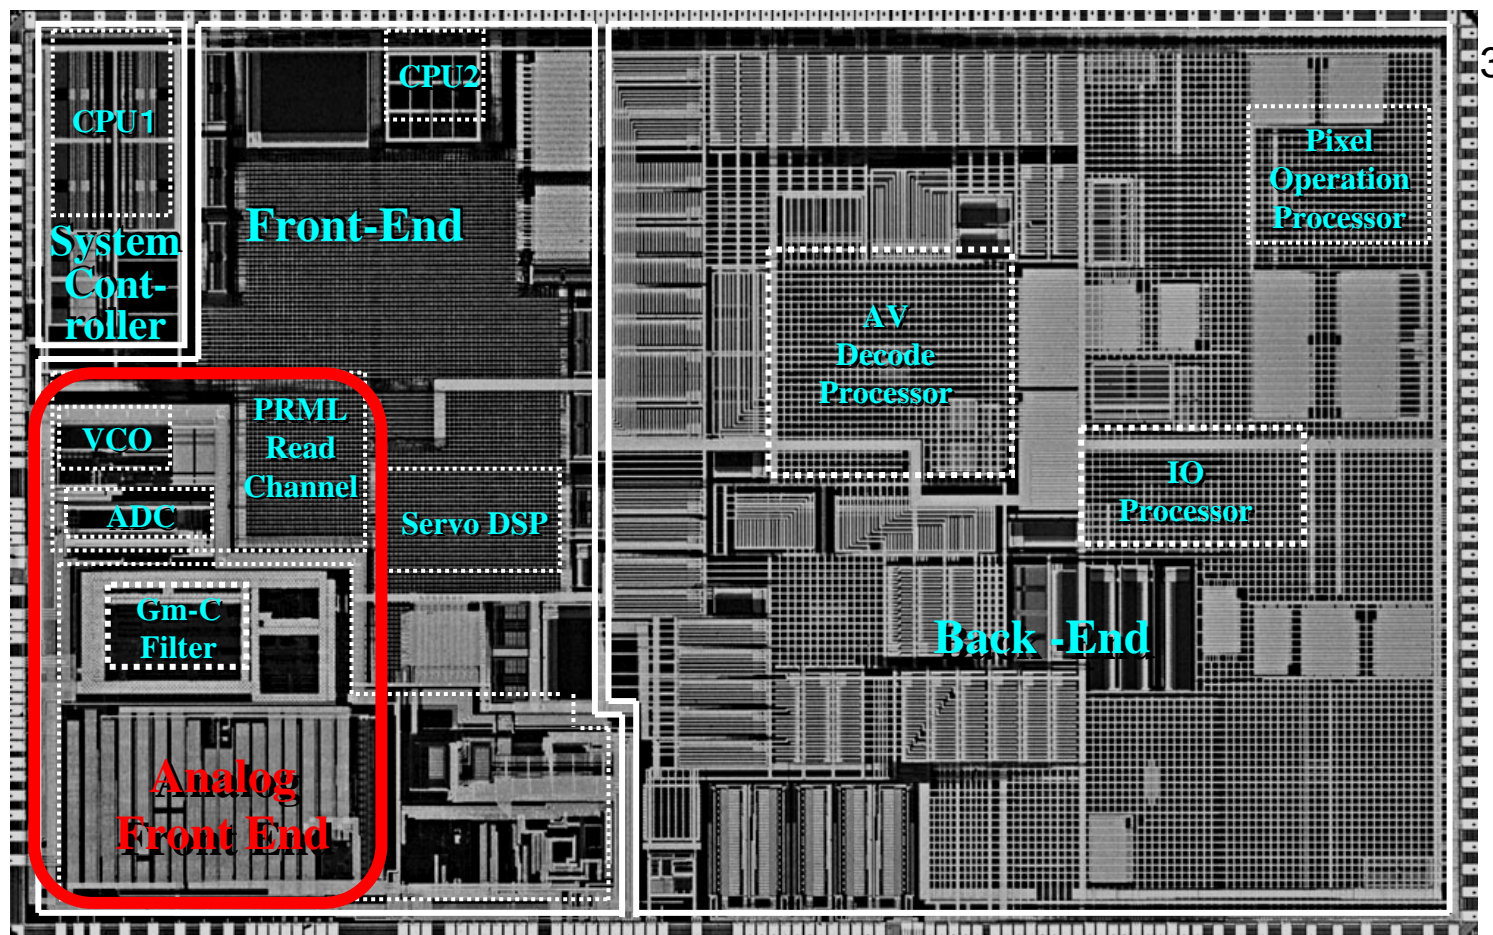 3
CPU1
CPU2
System
Cont-
roller
Front-End
Pixel
Operation
Processor
AV
Decode
Processor
PRML
Read
Channel
VCO
ADC
Servo DSP
IO
Processor
Gm-C
Filter
Back -End
Analog
Front End